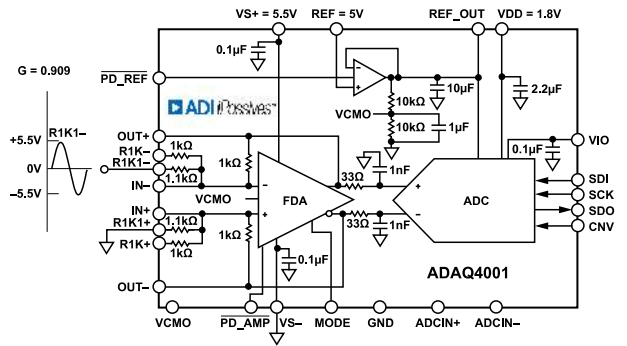 VS+ = 5.5V
REF = 5V
REF_OUT
VDD = 1.8V
0.1µF
G = 0.909
PD_REF
10µF
2.2µF
10kΩ
VCMO
10kΩ
1µF
ADI iPassives™
R1K1–
+5.5V
0V
–5.5V
OUT+
R1K–
1kΩ
R1K1–
1.1kΩ
IN–
1kΩ
VCMO
IN+
R1K1+
1.1kΩ
R1K+
1kΩ
1kΩ
OUT–
–
+
FDA
0.1µF
33Ω
1nF
33Ω
1nF
+
–
ADC
0.1µF
VIO
SDI
SCK
SDO
CNV
ADAQ4001
VCMO
PD_AMP
VS–
MODE
GND
ADCIN+
ADCIN–